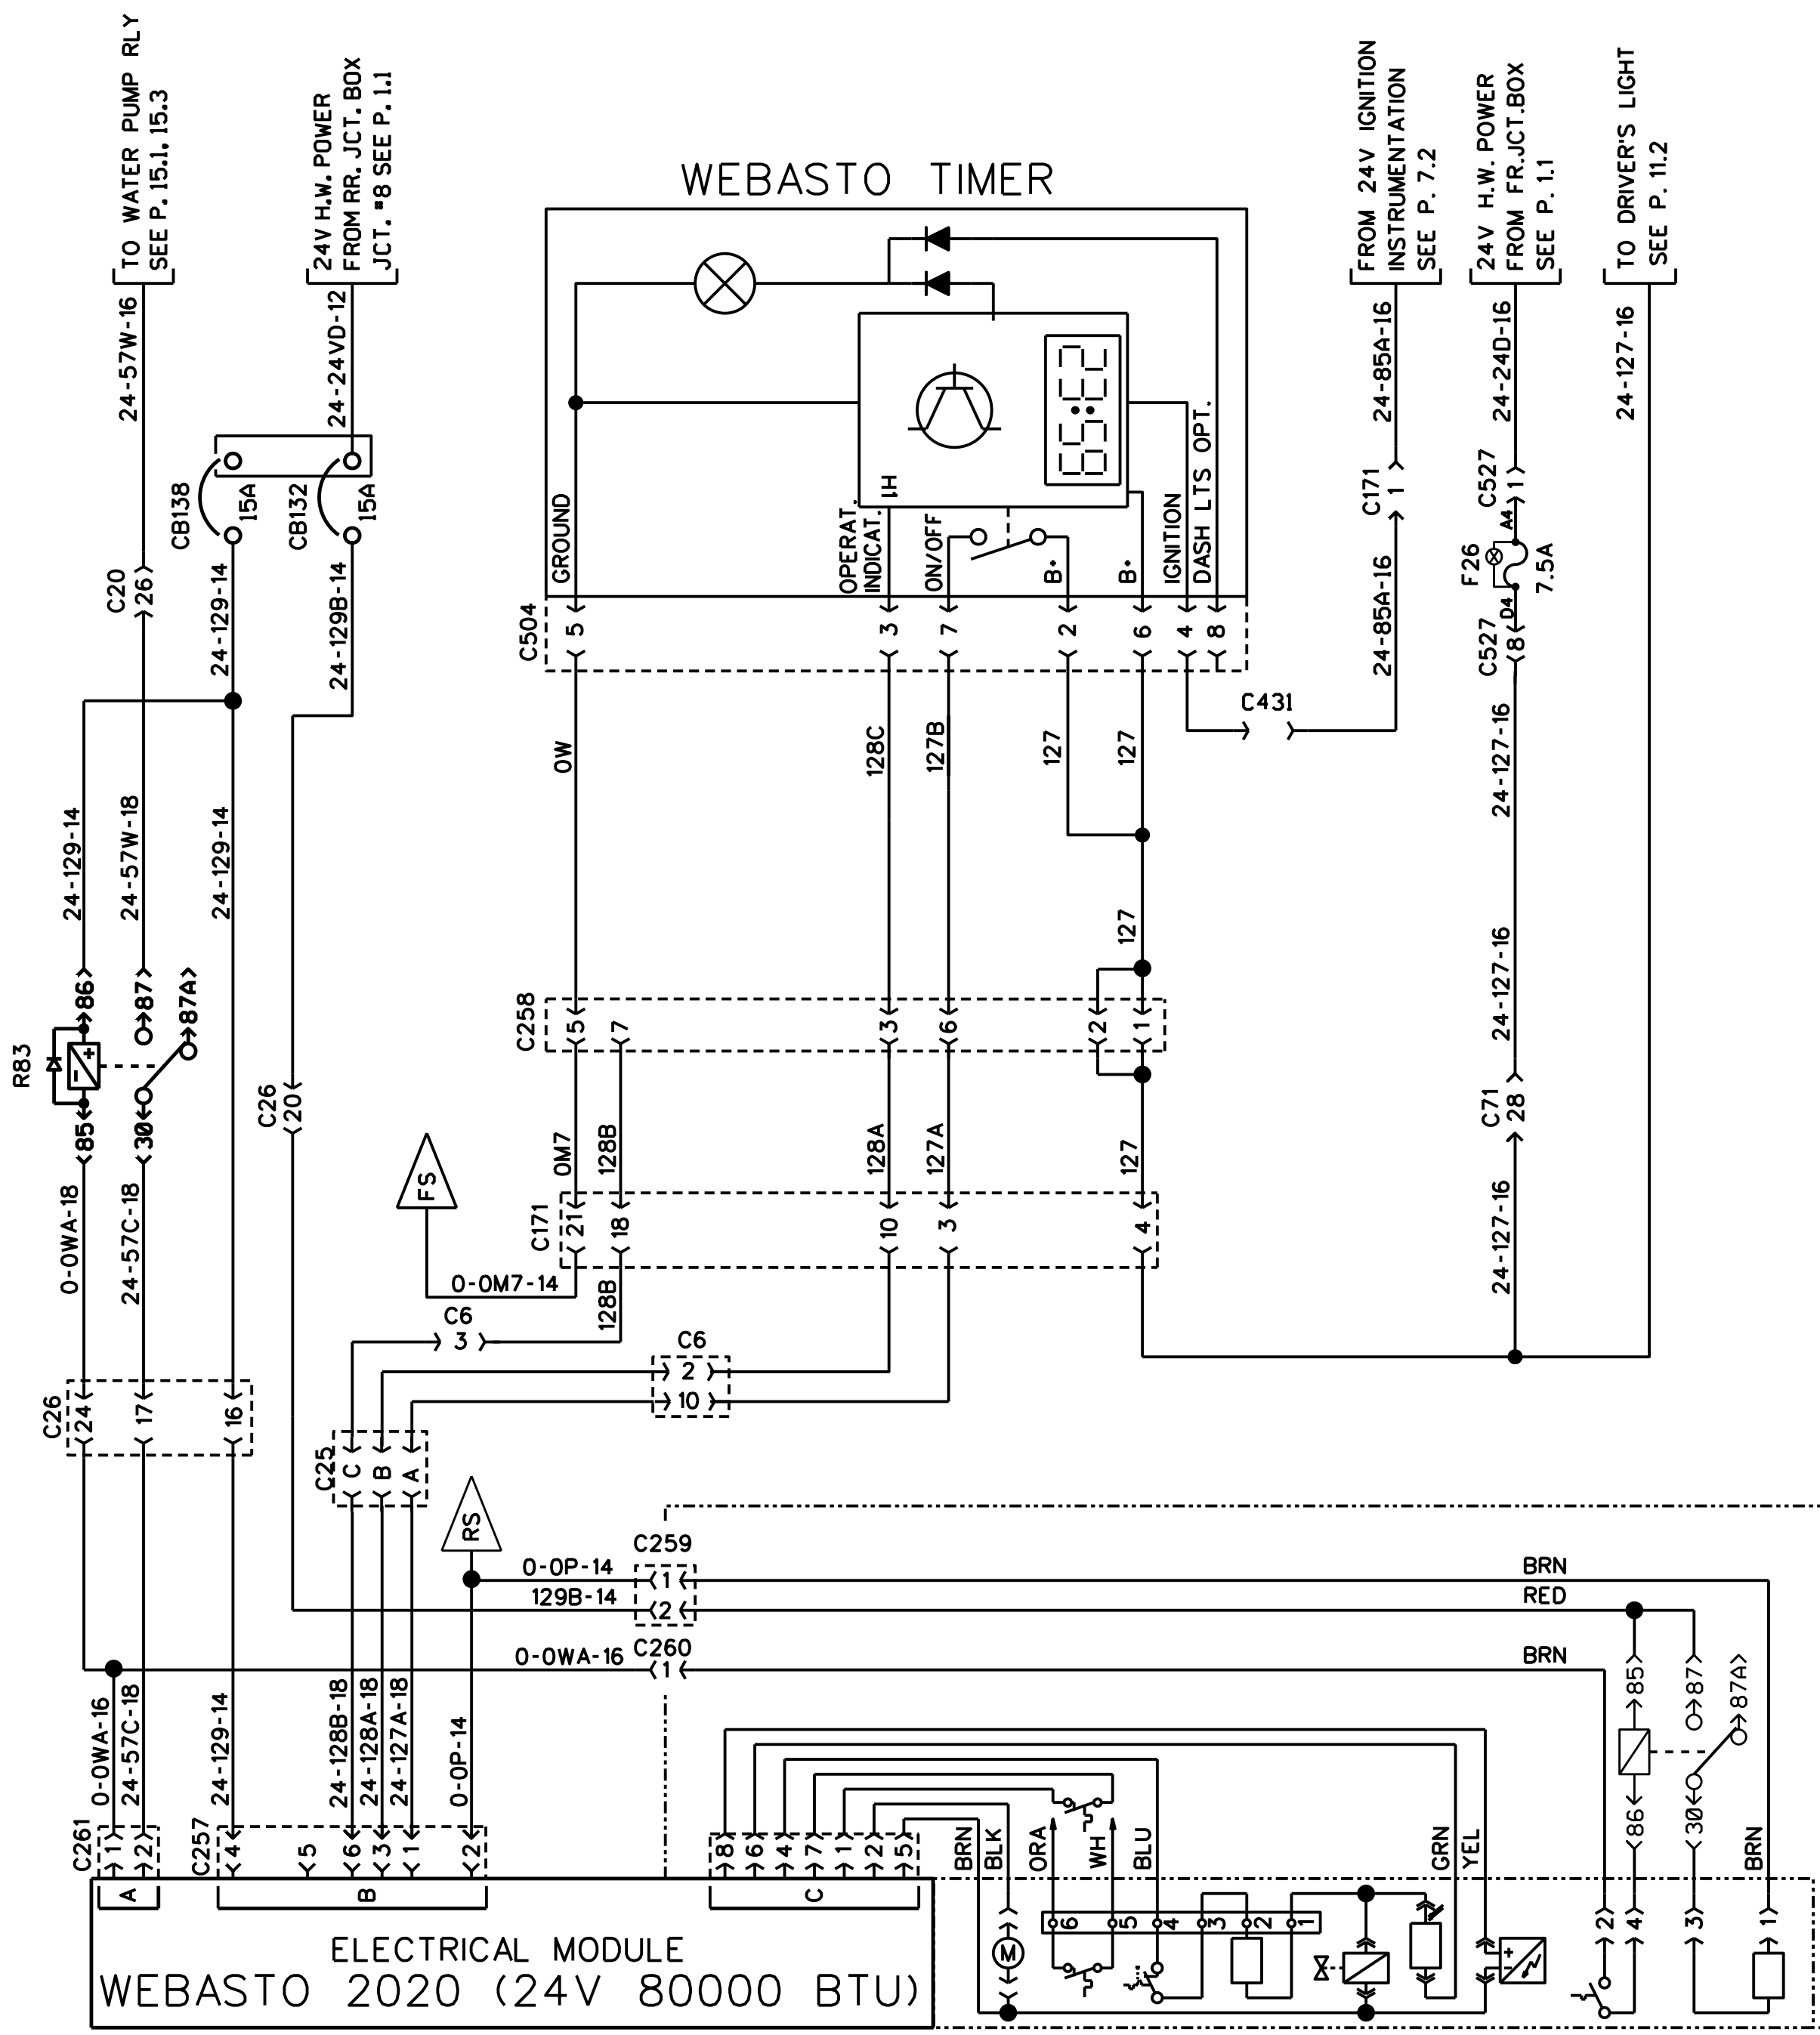 TO WATER PUMP RLY
SEE P. 15.1, 15.3
24V H.W. POWER
FROM RR. JCT. BOX
JCT. #8 SEE P. 1.1
WEBASTO TIMER
FROM 24V IGNITION
INSTRUMENTATION
SEE P. 7.2
24V H.W. POWER
FROM FR.JCT.BOX
SEE P. 1.1
TO DRIVER'S LIGHT
SEE P. 11.2
24-57W-16
24-24VD-12
24-85A-16
24-24D-16
24-127-16
CB138
15A
CB132
15A
C20
26
24-129-14
24-129B-14
GROUND
OPERAT.
INDICAT.
H1
ON/OFF
B+
B+
IGNITION
DASH LTS OPT.
C504
5
3
7
2
6
4
8
C171
1
24-85A-16
C431
C527
1
A4
F26
7.5A
D4
C527
8
0W
128C
127B
127
127
24-127-16
24-129-14
24-57W-18
24-129-14
127
24-127-16
R83
86
87
87A
85
30
C26
20
C258
5
7
3
6
2
1
C71
28
FS
0M7
128B
128A
127A
127
0-0WA-18
24-57C-18
C171
21
18
10
3
4
24-127-16
0-0M7-14
128B
C6
3
C6
2
10
C26
24
17
16
C25
C
B
A
RS
C259
0-0P-14
1
BRN
129B-14
2
RED
C260
0-0WA-16
1
BRN
0-0WA-16
24-57C-18
24-129-14
24-128B-18
24-128A-18
24-127A-18
0-0P-14
85
87
87A
86
30
C261
1
2
C257
4
5
6
3
1
2
8
6
4
7
1
2
5
BRN
BLK
ORA
WH
BLU
GRN
YEL
BRN
A
B
C
6
5
4
3
2
1
2
4
3
1
M
ELECTRICAL MODULE
WEBASTO 2020 (24V 80000 BTU)